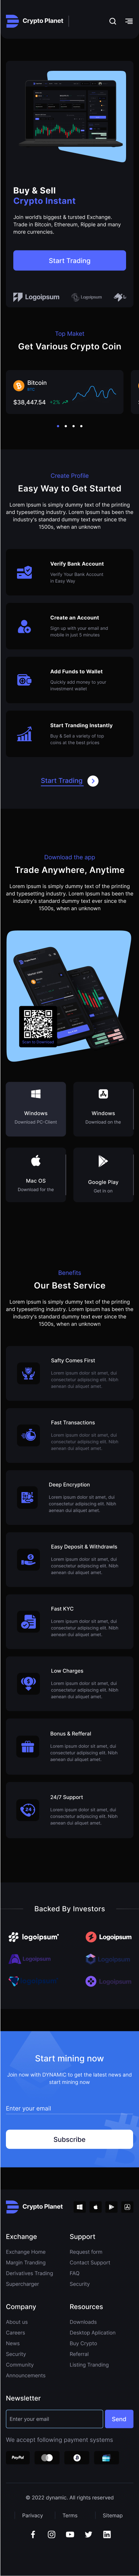 Crypto Planet
Buy & Sell
Crypto Instant
Join world's biggest & tursted Exchange.
Trade in Bitcoin, Ethereum, Ripple and many
more currencies.
Start Trading
Logoipsum
Logoipsum
Top Maket
Get Various Crypto Coin
Bitcoin
$38,447.54
+2%
Create Profile
Easy Way to Get Started
Lorem Ipsum is simply dummy text of the printing
and typesetting industry. Lorem Ipsum has been the
industry's standard dummy text ever since the
1500s, when an unknown
Verify Bank Account
Verify Your Bank Account
in Easy Way
Create an Account
Sign up with your email and
mobile in just 5 miniutes
Add Funds to Wallet
Quickly add money to your
investment wallet
Start Tranding Instantly
Buy & Sell a variety of top
coins at the best prices
Start Trading
Download the app
Trade Anywhere, Anytime
Lorem Ipsum is simply dummy text of the printing
and typesetting industry. Lorem Ipsum has been the
industry's standard dummy text ever since the
1500s, when an unknown
Scan to Download
Windows
Download PC Client
Windows
Download on the
Mac OS
Download for the
Google Play
Get in on
Benefits
Our Best Service
Lorem Ipsum is simply dummy text of the printing
and typesetting industry. Lorem Ipsum has been the
industry's standard dummy text ever since the
1500s, when an unknown
Safty Comes First
Lorem ipsum dolor sit amet, dui
consectetur adipiscing elit. Nibh
aenean dui aliquet amet.
Fast Transactions
Lorem ipsum dolor sit amet, dui
consectetur adipiscing elit. Nibh
aenean dui aliquet amet.
Deep Encryption
Lorem ipsum dolor sit amet, dui
consectetur adipiscing elit. Nibh
aenean dui aliquet amet.
Easy Deposit & Withdrawls
Lorem ipsum dolor sit amet, dui
consectetur adipiscing elit. Nibh
aenean dui aliquet amet.
Fast KYC
Lorem ipsum dolor sit amet, dui
consectetur adipiscing elit. Nibh
aenean dui aliquet amet.
Low Charges
Lorem ipsum dolor sit amet, dui
consectetur adipiscing elit. Nibh
aenean dui aliquet amet.
Bonus & Refferal
Lorem ipsum dolor sit amet, dui
consectetur adipiscing elit. Nibh
aenean dui aliquet amet.
24/7 Support
Lorem ipsum dolor sit amet, dui
consectetur adipiscing elit. Nibh
aenean dui aliquet amet.
Backed By Investors
logoipsum
Logoipsum
Logoipsum
Logoipsum
Logoipsum
Start mining now
Join now with DYNAMIC to get the latest news and
start mining now
Enter your email
Subscribe
Crypto Planet
Exchange
Support
Exchange Home
Request form
Margin Tranding
Contact Support
Derivatives Trading
FAQ
Supercharger
Security
Company
Resources
About us
Downloads
Careers
Desktop Aplication
News
Buy Crypto
Security
Referral
Community
Listing Tranding
Announcements
Newsletter
Enter your email
Send
We accept following payment systems
PayPal
© 2022 dynamic. All rights reserved
Parivacy
Terms
Sitemap